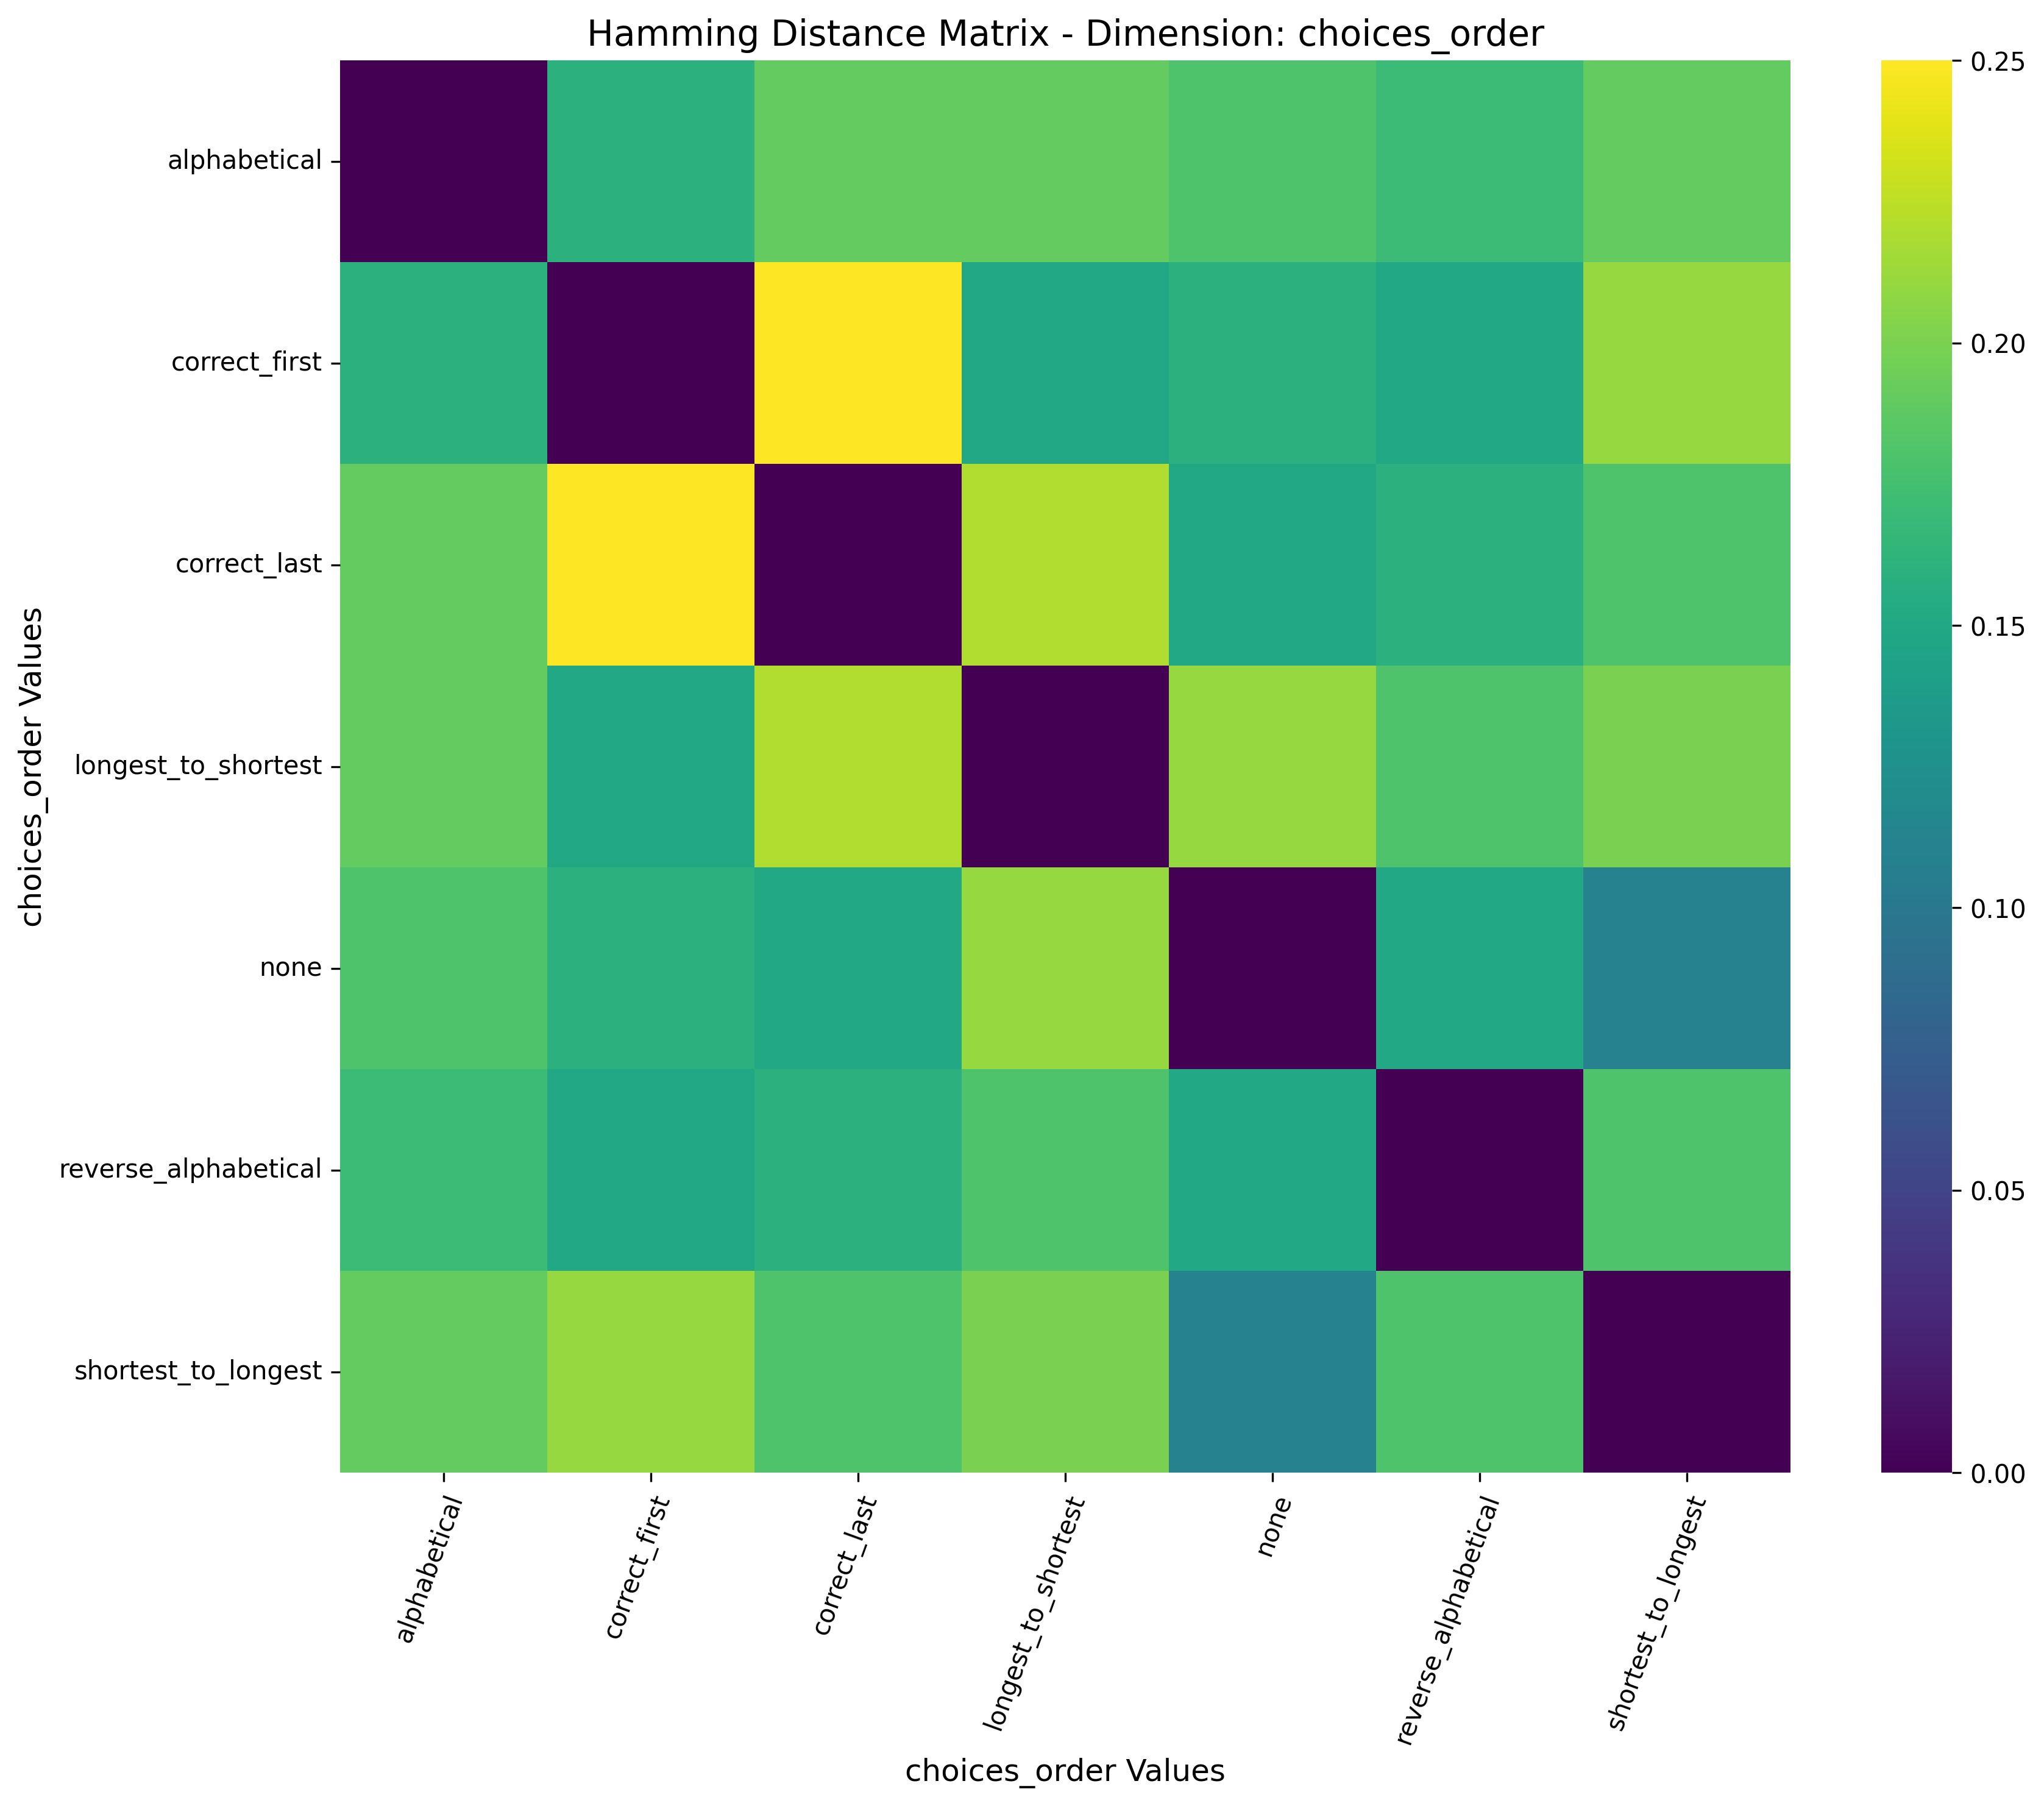 Hamming Distance Matrix - Dimension: choices_order
choices_order Values
alphabetical
correct_first
correct_last
longest_to_shortest
none
reverse_alphabetical
shortest_to_longest
alphabetical
correct_first
correct_last
longest_to_shortest
none
reverse_alphabetical
shortest_to_longest
choices_order Values
0.25
0.20
0.15
0.10
0.05
0.00